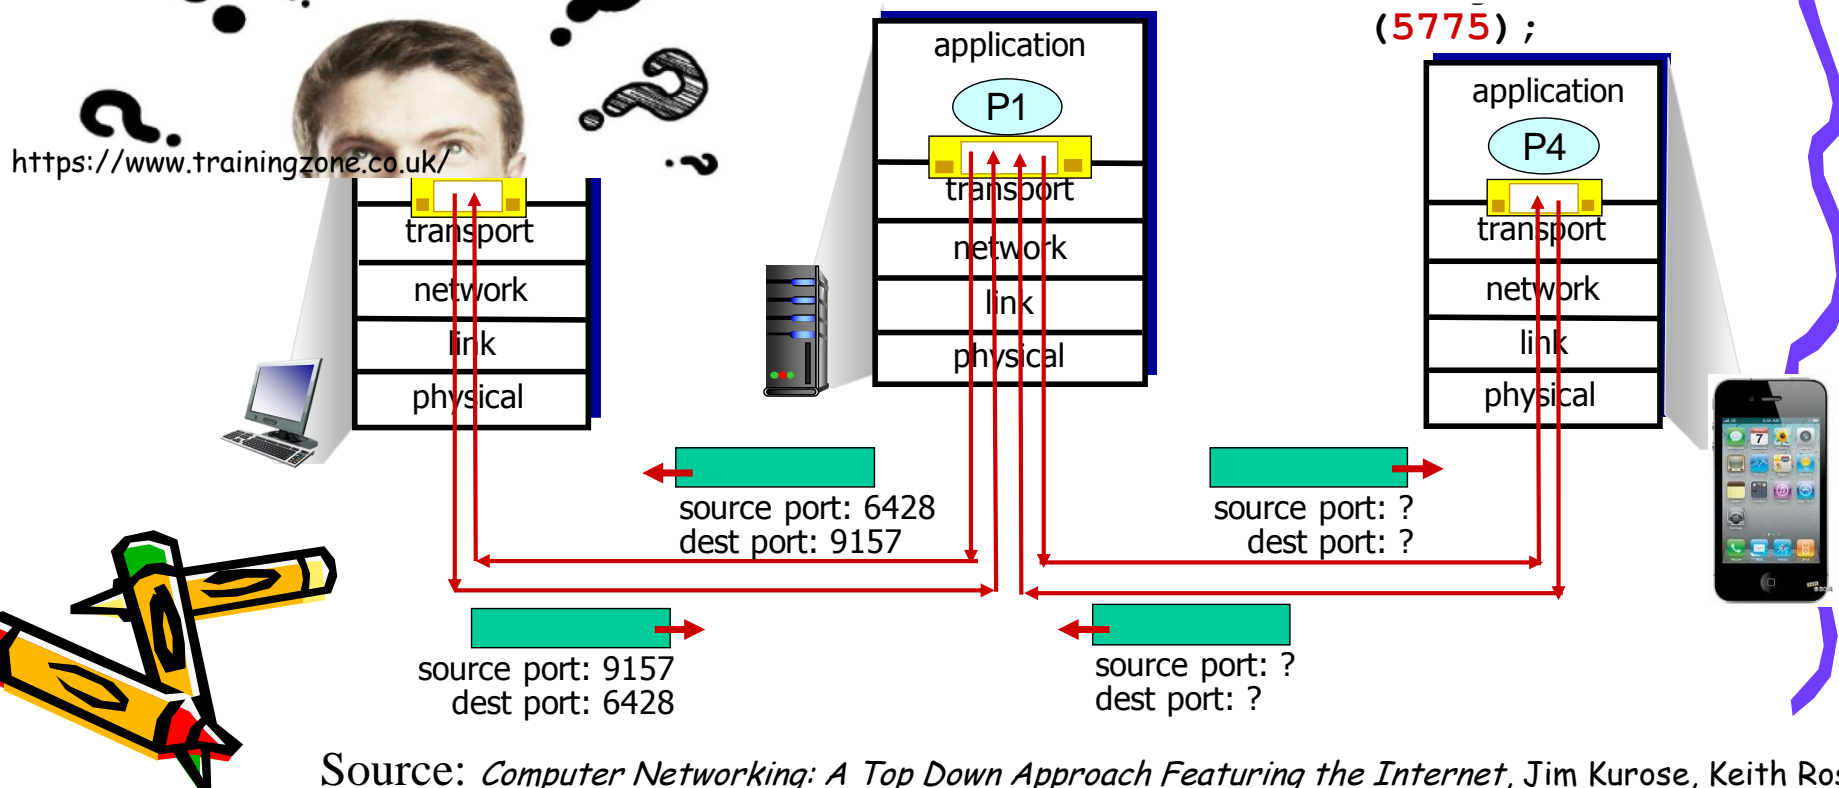 (5775);
https://www.trainingzone.co.uk/
application
P1
transport
network
link
physical
application
P4
transport
network
link
physical
transport
network
link
physical
source port: 6428
dest port: 9157
source port: ?
dest port: ?
source port: 9157
dest port: 6428
source port: ?
dest port: ?
Source: Computer Networking: A Top Down Approach Featuring the Internet, Jim Kurose, Keith